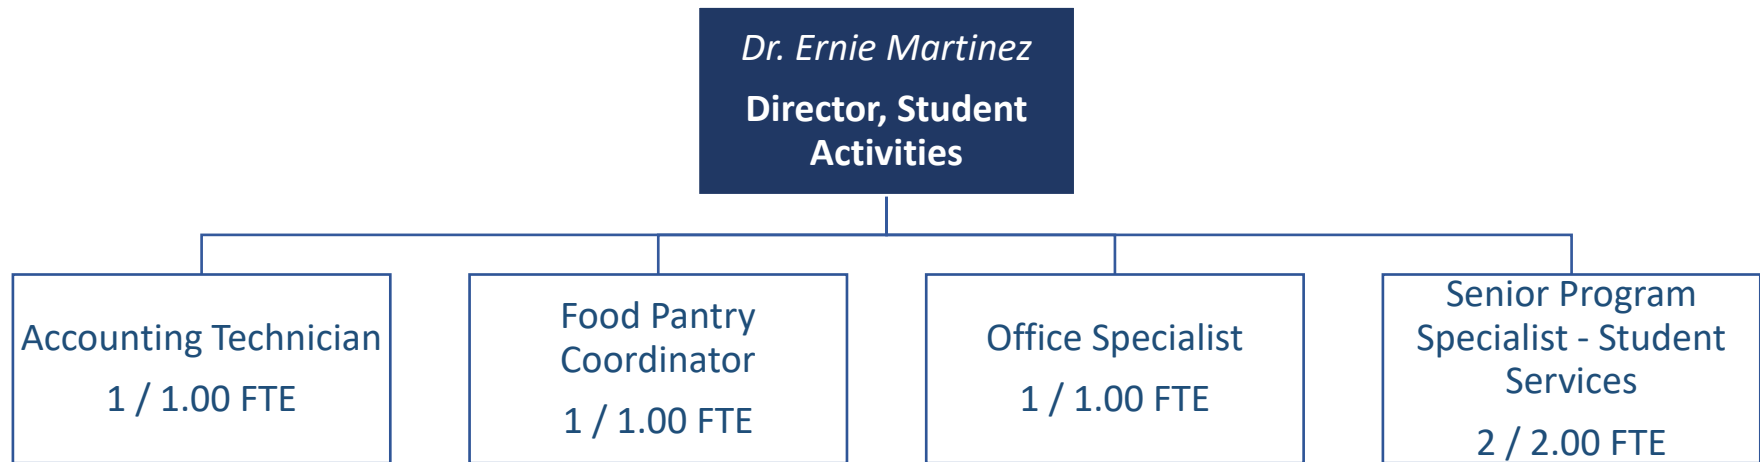 Dr. Ernie Martinez
Director, Student
Activities
Accounting Technician
1 / 1.00 FTE
Food Pantry
Coordinator
1 / 1.00 FTE
Office Specialist
1 / 1.00 FTE
Senior Program
Specialist - Student
Services
2 / 2.00 FTE